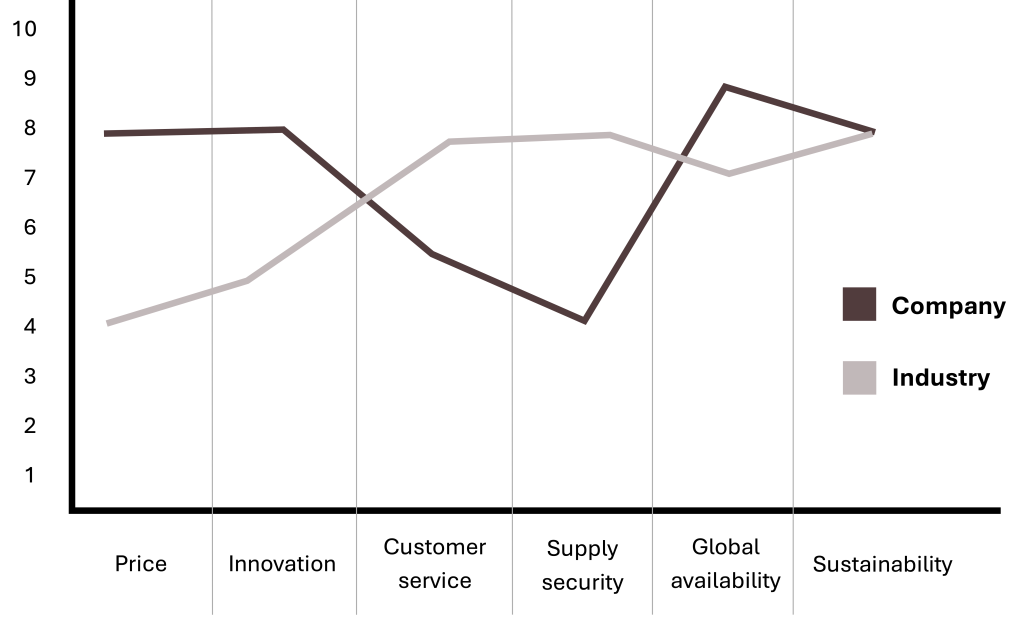 10
9
8
7
6
5
4
3
2
1
Company
Industry
Price
Innovation
Customer
service
Supply
security
Global
availability
Sustainability